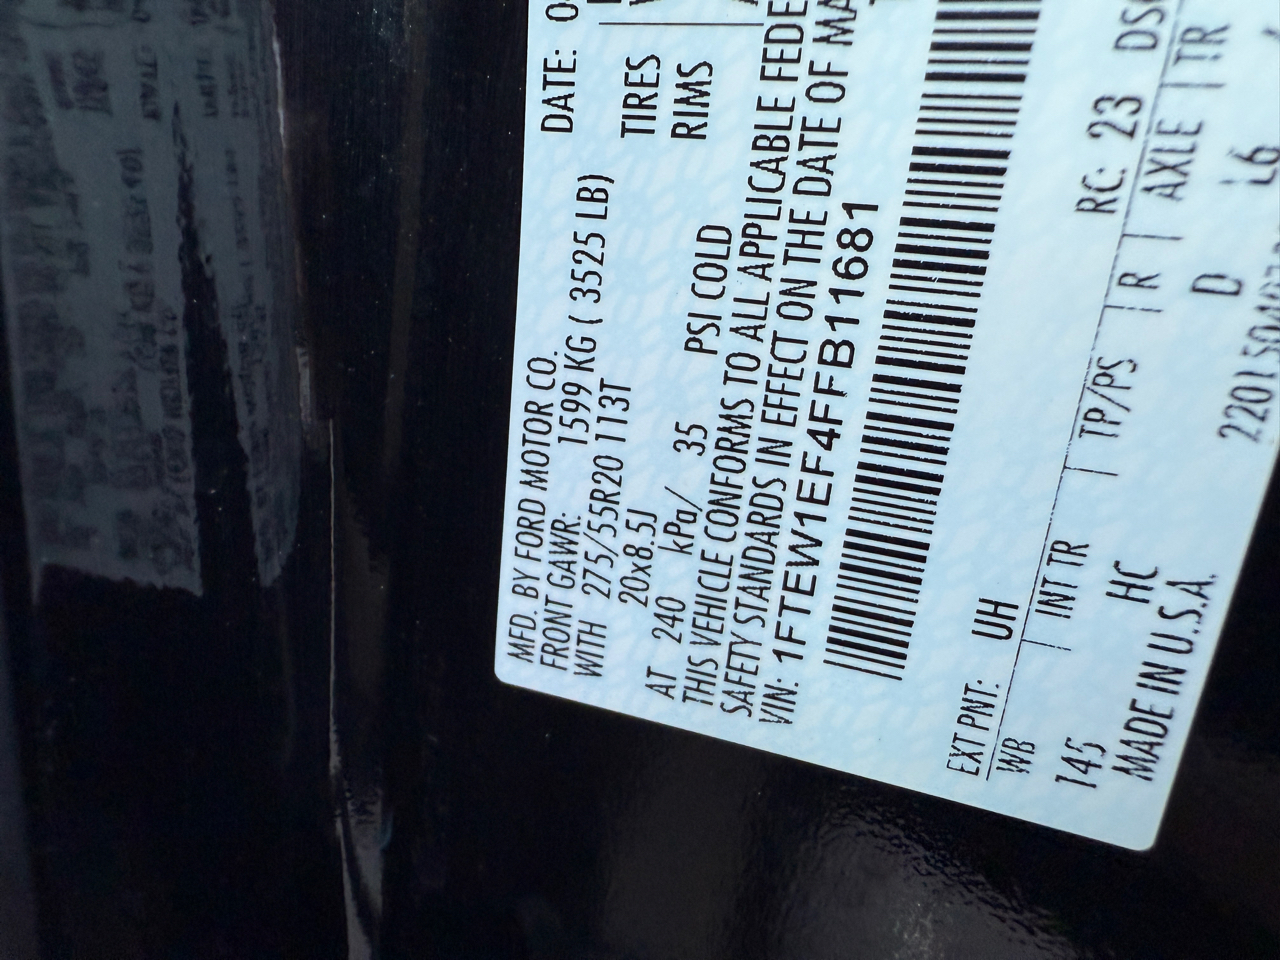 MFD. BY FORD MOTOR CO.
DATE: 0
FRONT GAWR: 1599 KG ( 3525 LB)
WITH 275/55R20 113T TIRES
20x8.5J RIMS
AT 240 kPa/ 35 PSI COLD
THIS VEHICLE CONFORMS TO ALL APPLICABLE FEDE
SAFETY STANDARDS IN EFFECT ON THE DATE OF MA
VIN: 1FTEW1EF4FFB11681
EXT PNT: UH RC: 23 DS
WB INT TR TP/PS R AXLE TR
145 HC D L6
MADE IN U.S.A.